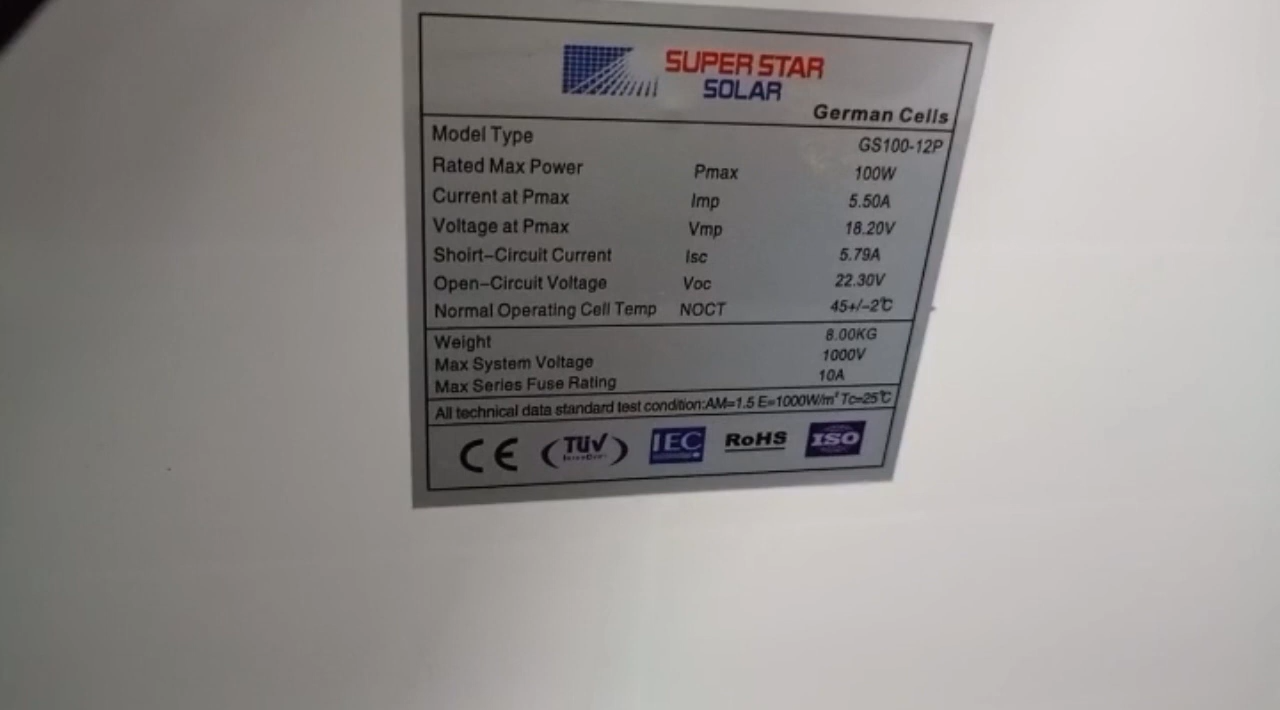 SUPER STAR
SOLAR
German Cells
Model Type GS100-12P
Rated Max Power Pmax 100W
Current at Pmax Imp 5.50A
Voltage at Pmax Vmp 18.20V
Shoirt-Circuit Current Isc 5.79A
Open-Circuit Voltage Voc 22.30V
Normal Operating Cell Temp NOCT 45+/-2℃
Weight 8.00KG
Max System Voltage 1000V
Max Series Fuse Rating 10A
All technical data standard test condition:AM=1.5 E=1000W/m² Tc=25℃
CE TÜV IEC RoHS ISO